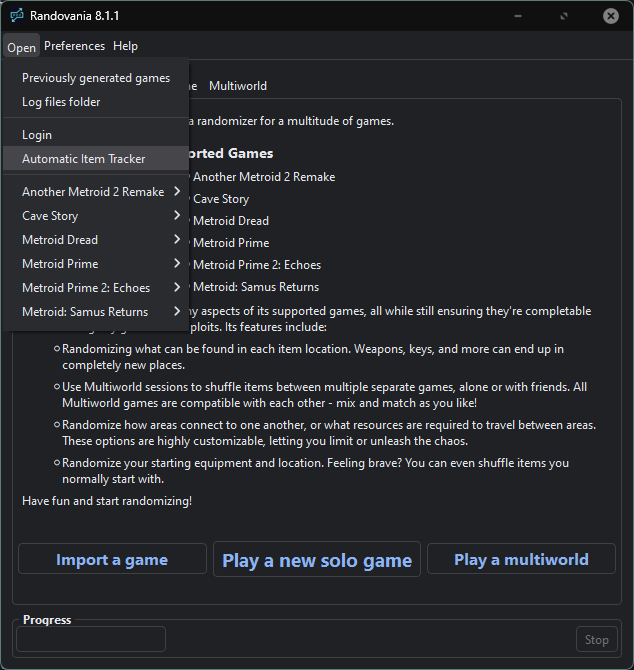 Randovania 8.1.1
Open Preferences Help
Previously generated games
Log files folder
Login
Automatic Item Tracker
Another Metroid 2 Remake
Cave Story
Metroid Dread
Metroid Prime
Metroid Prime 2: Echoes
Metroid: Samus Returns
Multiworld
a randomizer for a multitude of games.
Games
Another Metroid 2 Remake
Cave Story
Metroid Dread
Metroid Prime
Metroid Prime 2: Echoes
Metroid: Samus Returns
aspects of its supported games, all while still ensuring they're completable
Its features include:
Randomizing what can be found in each item location. Weapons, keys, and more can end up in
completely new places.
Use Multiworld sessions to shuffle items between multiple separate games, alone or with friends. All
Multiworld games are compatible with each other - mix and match as you like!
Randomize how areas connect to one another, or what resources are required to travel between areas.
These options are highly customizable, letting you limit or unleash the chaos.
Randomize your starting equipment and location. Feeling brave? You can even shuffle items you
normally start with.
Have fun and start randomizing!
Import a game
Play a new solo game
Play a multiworld
Progress
Stop